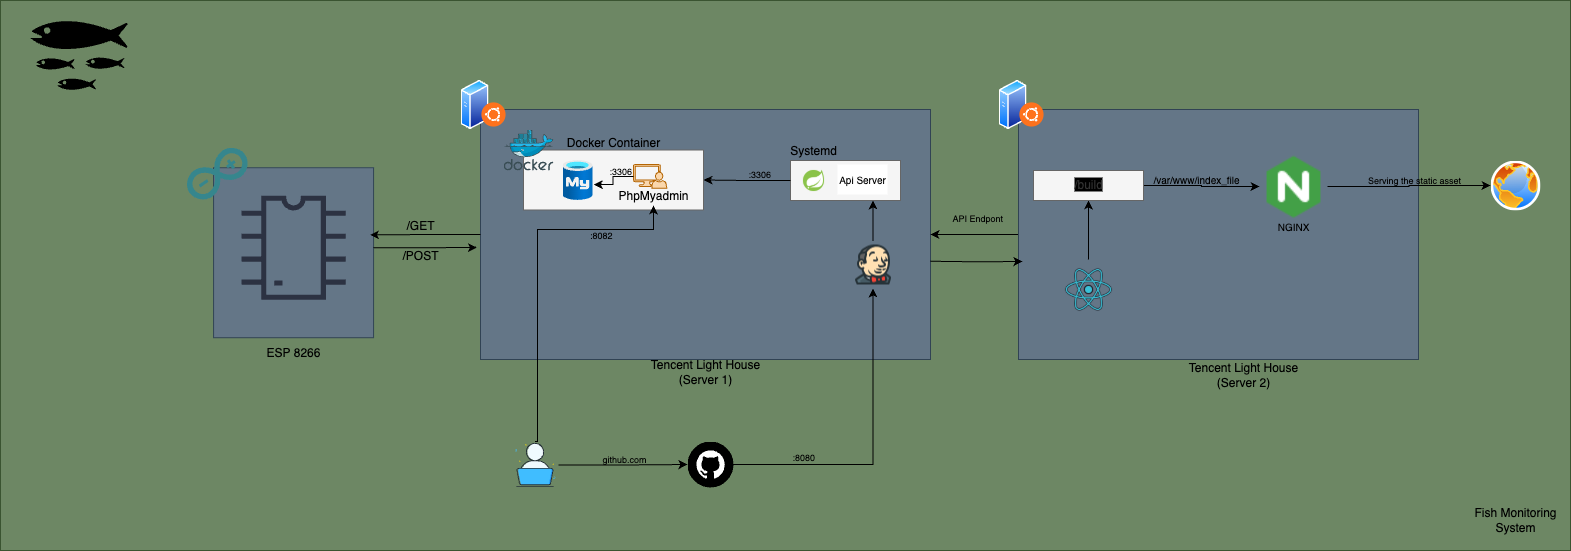 Docker Container
docker
:3306
My
PhpMyadmin
:3306
Systemd
Api Server
:8082
/GET
/POST
ESP 8266
Tencent Light House
(Server 1)
API Endpont
/build
/var/www/index_file
NGINX
Serving the static asset
Tencent Light House
(Server 2)
github.com
:8080
Fish Monitoring
System